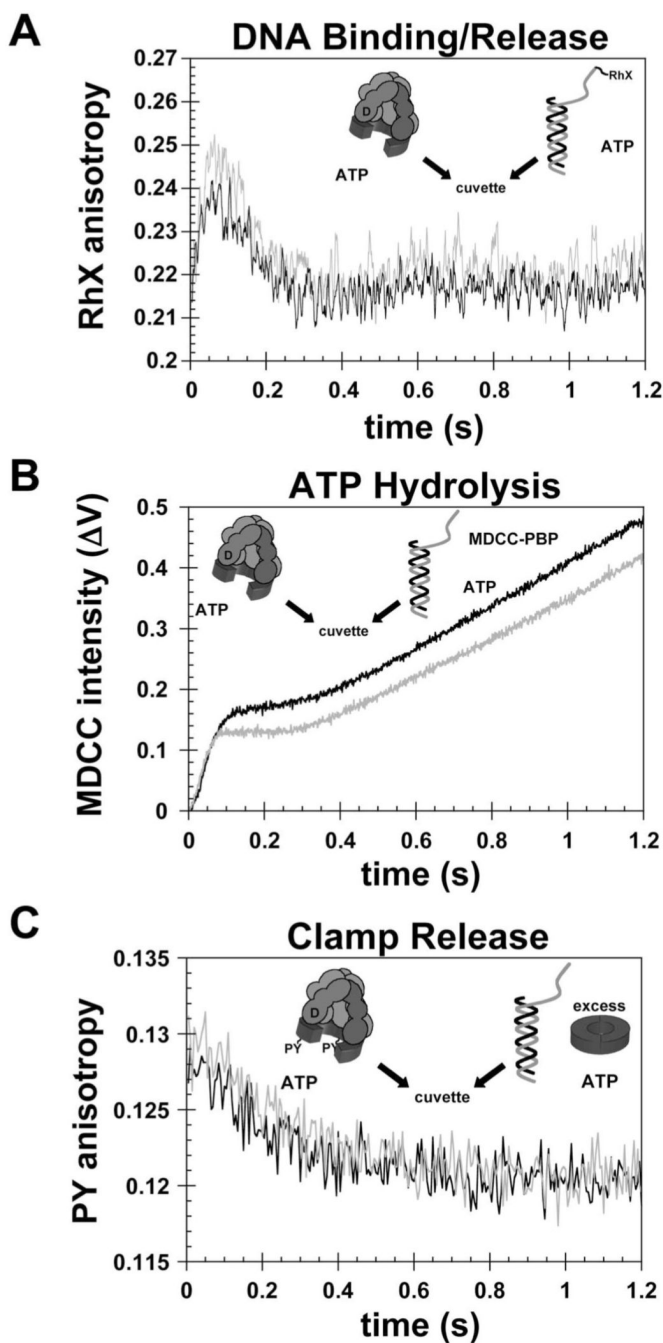 A
DNA Binding/Release
RhX anisotropy
0.27
0.26
0.25
0.24
0.23
0.22
0.21
0.2
D
ATP
cuvette
RhX
ATP
0 0.2 0.4 0.6 0.8 1 1.2
time (s)
B
ATP Hydrolysis
MDCC intensity (ΔV)
0.5
0.4
0.3
0.2
0.1
0
D
ATP
cuvette
MDCC-PBP
ATP
0 0.2 0.4 0.6 0.8 1 1.2
time (s)
C
Clamp Release
PY anisotropy
0.135
0.13
0.125
0.12
0.115
D
PY PY
ATP
cuvette
excess
ATP
0 0.2 0.4 0.6 0.8 1 1.2
time (s)